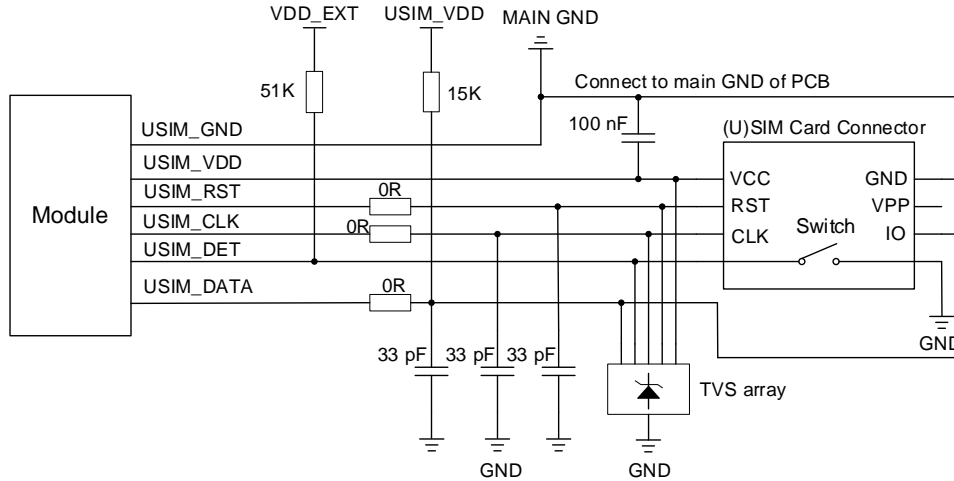 VDD_EXT
USIM_VDD
MAIN GND
51K
15K
Connect to main GND of PCB
100 nF
(U)SIM Card Connector
Module
USIM_GND
USIM_VDD
USIM_RST
USIM_CLK
USIM_DET
USIM_DATA
0R
0R
0R
VCC
RST
CLK
Switch
GND
VPP
IO
GND
33 pF
33 pF
33 pF
TVS array
GND
GND